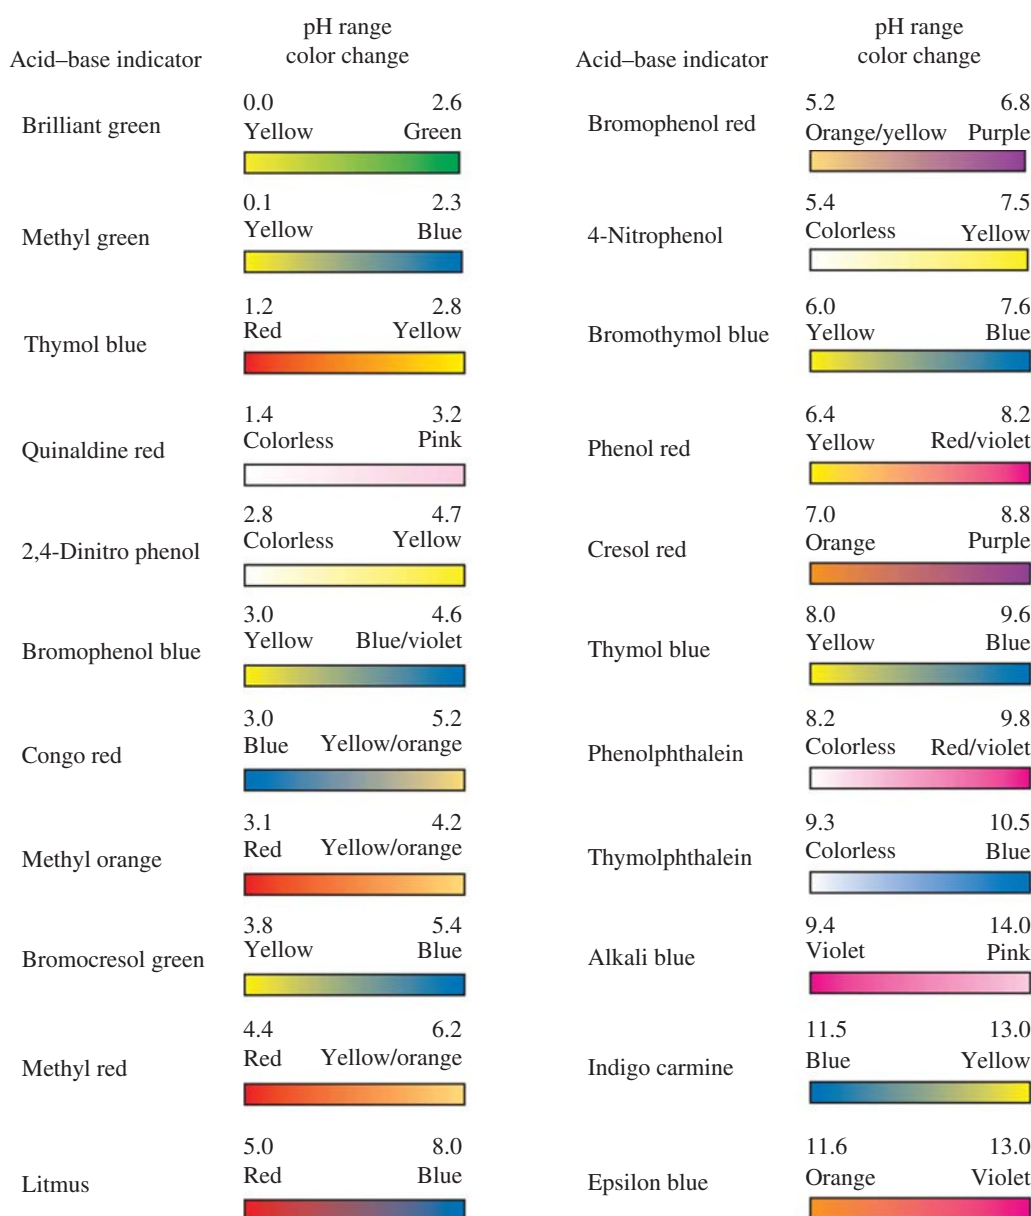 pH range
color change
Acid–base indicator
0.0 2.6
Brilliant green
Yellow Green
0.1 2.3
Yellow Blue
Methyl green
1.2 2.8
Red Yellow
Thymol blue
1.4 3.2
Colorless Pink
Quinaldine red
2.8 4.7
Colorless Yellow
2,4-Dinitro phenol
3.0 4.6
Yellow Blue/violet
Bromophenol blue
3.0 5.2
Blue Yellow/orange
Congo red
3.1 4.2
Red Yellow/orange
Methyl orange
3.8 5.4
Yellow Blue
Bromocresol green
4.4 6.2
Red Yellow/orange
Methyl red
5.0 8.0
Red Blue
Litmus
pH range
color change
Acid–base indicator
5.2 6.8
Bromophenol red
Orange/yellow Purple
5.4 7.5
Colorless Yellow
4-Nitrophenol
6.0 7.6
Yellow Blue
Bromothymol blue
6.4 8.2
Yellow Red/violet
Phenol red
7.0 8.8
Orange Purple
Cresol red
8.0 9.6
Yellow Blue
Thymol blue
8.2 9.8
Colorless Red/violet
Phenolphthalein
9.3 10.5
Colorless Blue
Thymolphthalein
9.4 14.0
Violet Pink
Alkali blue
11.5 13.0
Blue Yellow
Indigo carmine
11.6 13.0
Orange Violet
Epsilon blue